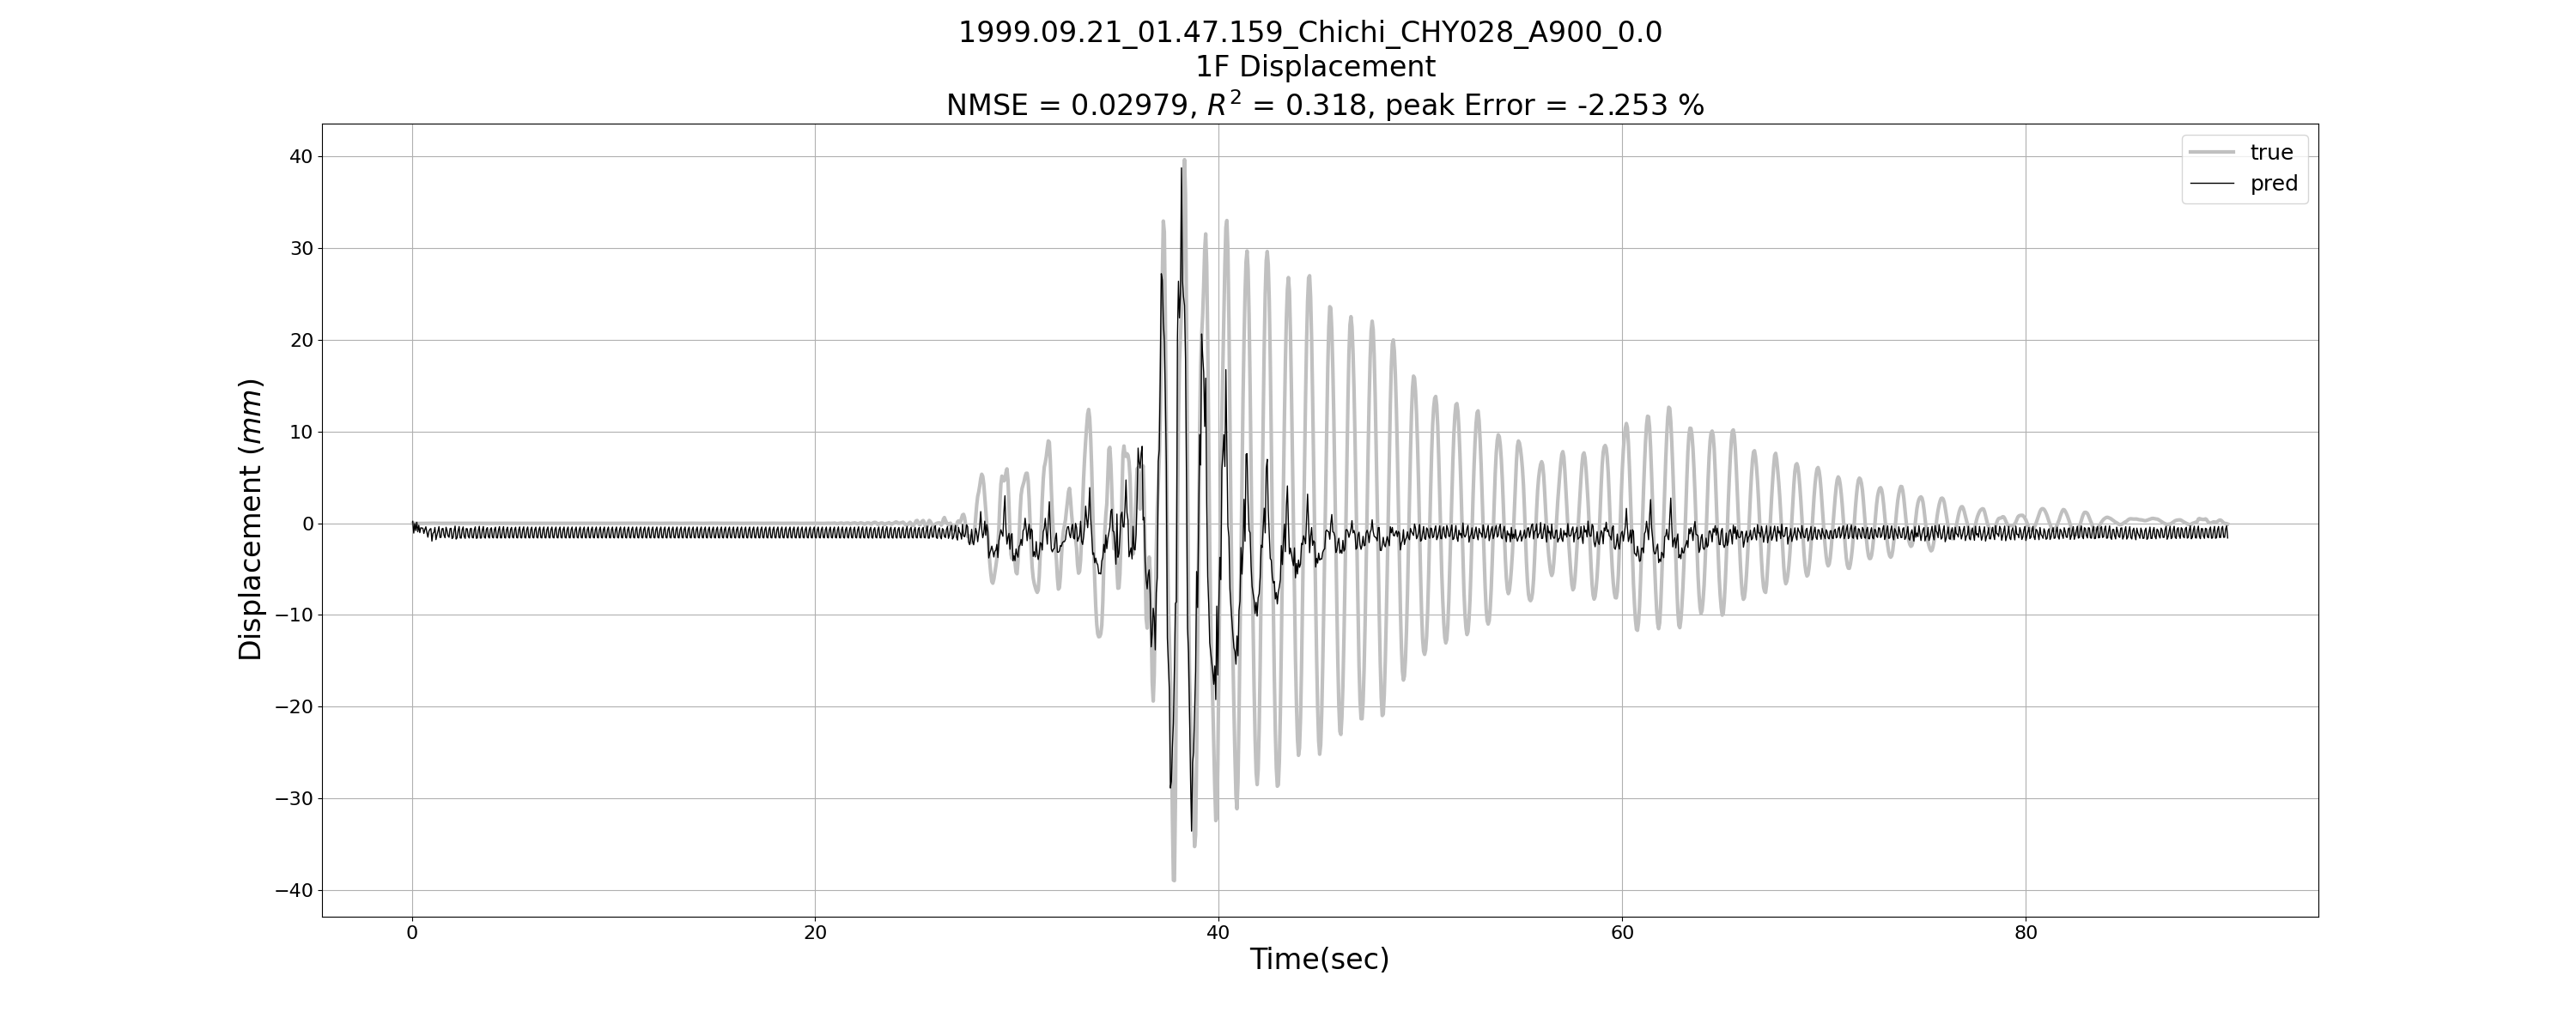 1999.09.21_01.47.159_Chichi_CHY028_A900_0.0
1F Displacement
NMSE = 0.02979, R² = 0.318, peak Error = -2.253 %
true
pred
Displacement (mm)
40
30
20
10
0
−10
−20
−30
−40
0 20 40 60 80
Time(sec)